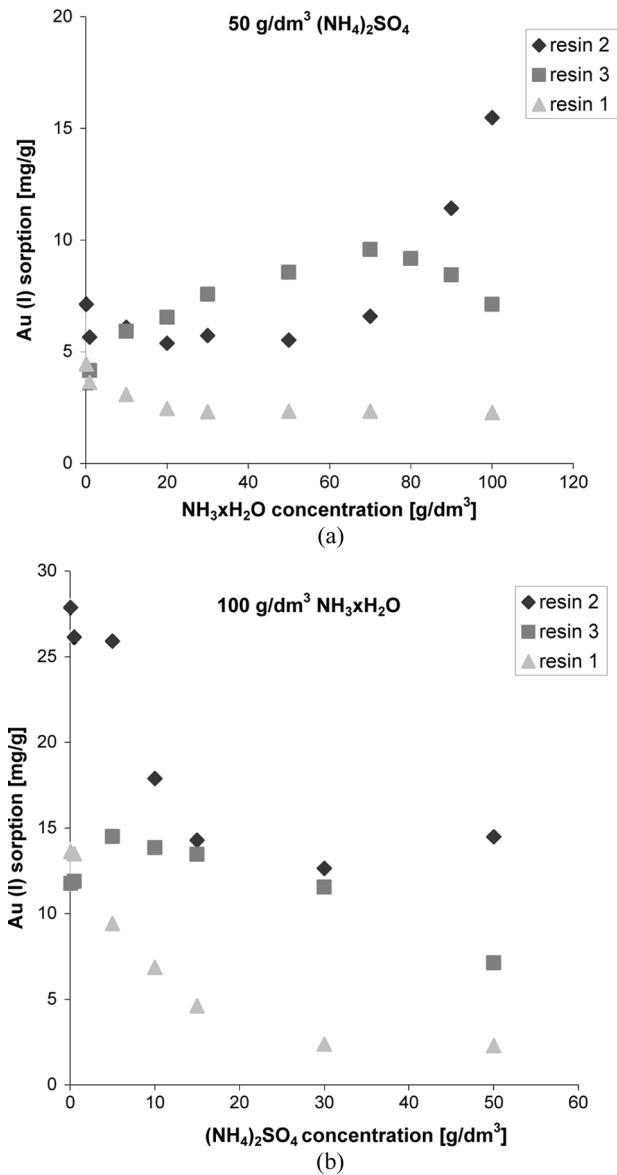 50 g/dm³ (NH₄)₂SO₄
resin 2
resin 3
resin 1
Au (I) sorption [mg/g]
20
15
10
5
0
0 20 40 60 80 100 120
NH₃xH₂O concentration [g/dm³]
(a)
100 g/dm³ NH₃xH₂O
resin 2
resin 3
resin 1
Au (I) sorption [mg/g]
30
25
20
15
10
5
0
0 10 20 30 40 50 60
(NH₄)₂SO₄ concentration [g/dm³]
(b)